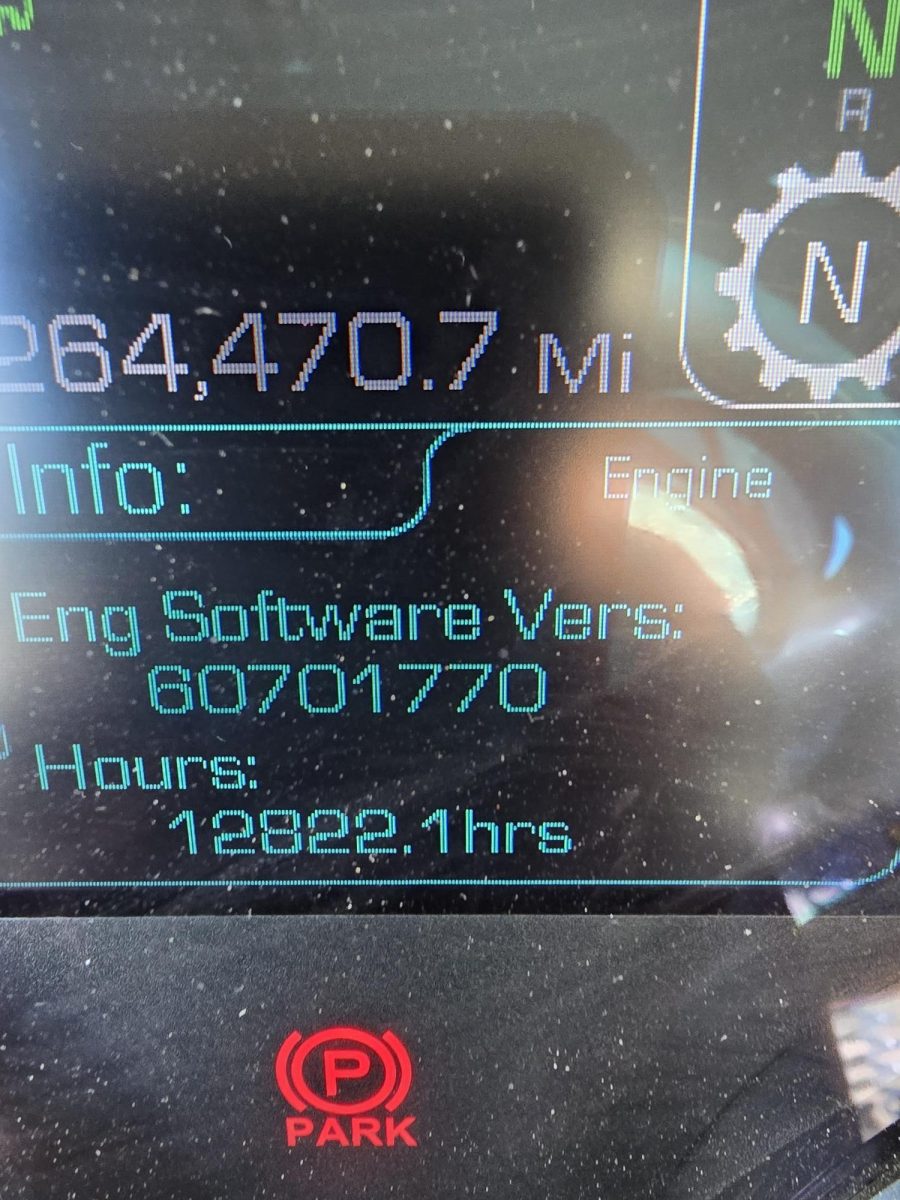 N
A
N
264,470.7 Mi
Info:
Engine
Eng Software Vers:
60701770
Hours:
12822.1hrs
P
PARK